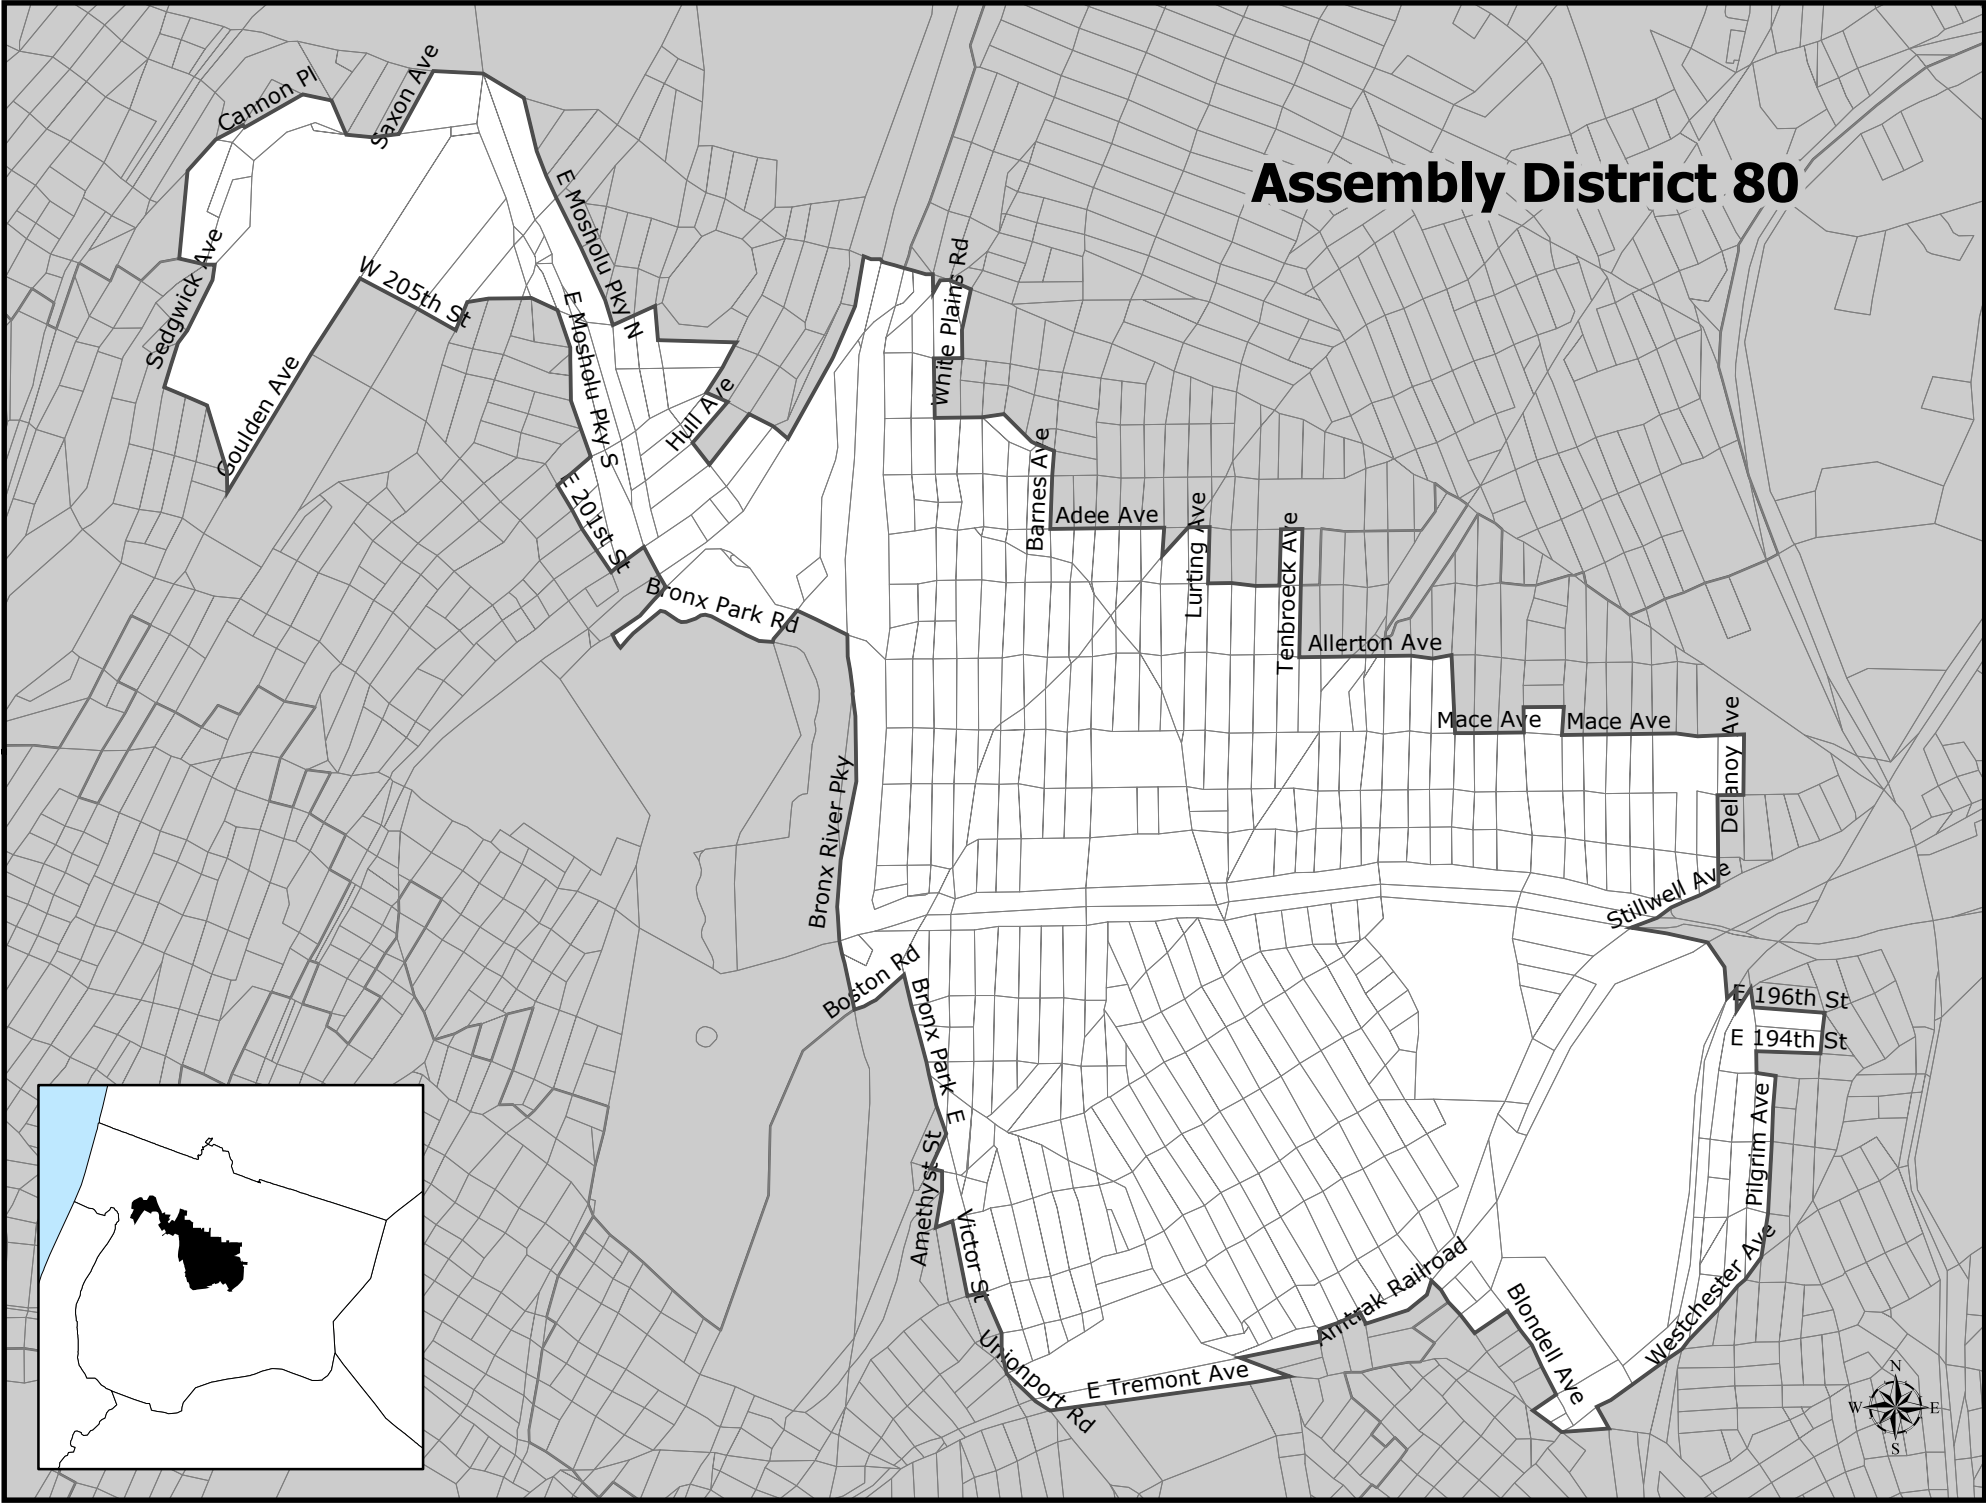 Assembly District 80
Cannon Pl
Saxon Ave
E Mosholu Pky N
Sedgwick Ave
W 205th St
Goulden Ave
E Mosholu Pky S
Hull Ave
E 201st St
Bronx Park Rd
White Plains Rd
Barnes Ave
Adee Ave
Lurting Ave
Tenbroeck Ave
Allerton Ave
Mace Ave
Mace Ave
Delanoy Ave
Bronx River Pky
Stillwell Ave
Boston Rd
Bronx Park E
E 196th St
E 194th St
Pilgrim Ave
Amethyst St
Victor St
Westchester Ave
Amtrak Railroad
Blondell Ave
Unionport Rd
E Tremont Ave
N
W
E
S